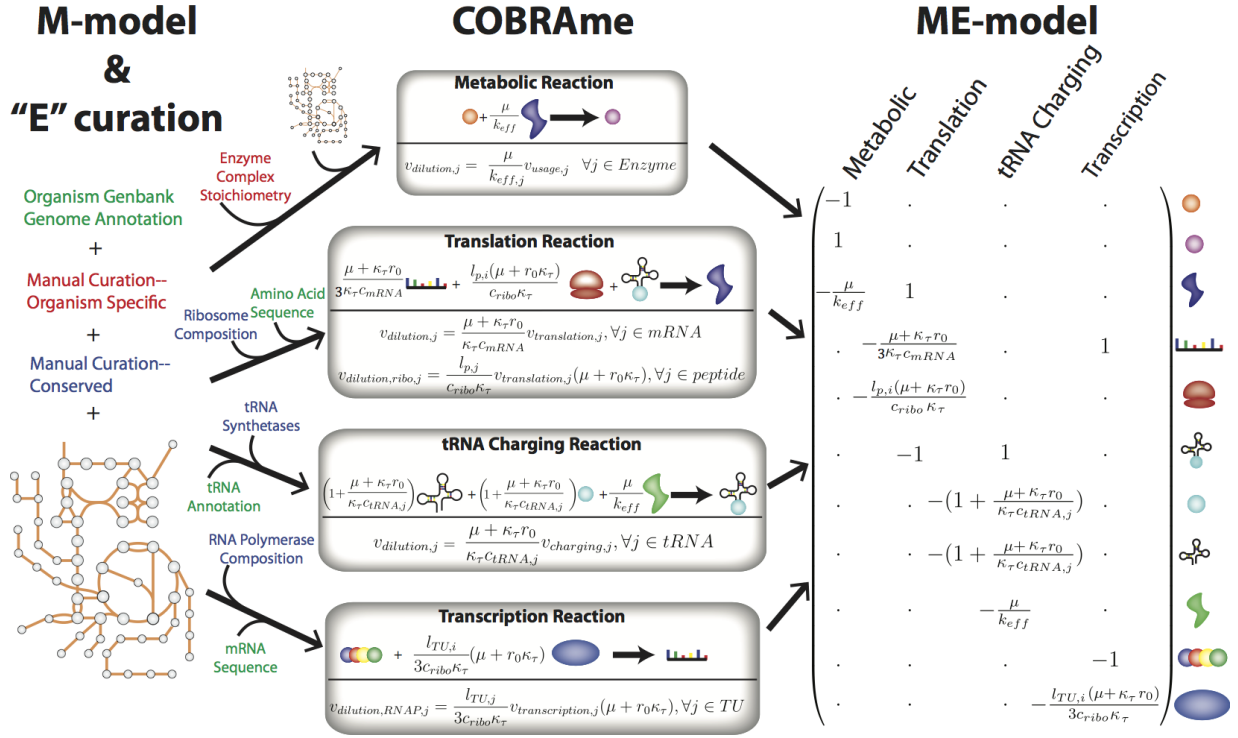 M-model
&
“E” curation
COBRAme
ME-model
Organism Genbank
Genome Annotation
+
Manual Curation--
Organism Specific
+
Manual Curation--
Conserved
+
Enzyme
Complex
Stoichiometry
Ribosome
Composition
Amino Acid
Sequence
tRNA
Synthetases
tRNA
Annotation
RNA Polymerase
Composition
mRNA
Sequence
Metabolic Reaction
+ μ/k_eff
v_dilution,j = μ/k_eff,j v_usage,j ∀j ∈ Enzyme
Translation Reaction
μ + κ_τ r_0 / 3κ_τ c_mRNA + l_p,i(μ + r_0 κ_τ) / c_ribo κ_τ +
v_dilution,j = μ + κ_τ r_0 / κ_τ c_mRNA v_translation,j, ∀j ∈ mRNA
v_dilution,ribo,j = l_p,j / c_ribo κ_τ v_translation,j(μ + r_0 κ_τ), ∀j ∈ peptide
tRNA Charging Reaction
(1 + μ + κ_τ r_0 / κ_τ c_tRNA,j) + (1 + μ + κ_τ r_0 / κ_τ c_tRNA,j) + μ/k_eff
v_dilution,j = μ + κ_τ r_0 / κ_τ c_tRNA,j v_charging,j, ∀j ∈ tRNA
Transcription Reaction
+ l_TU,i / 3c_ribo κ_τ (μ + r_0 κ_τ)
v_dilution,RNAP,j = l_TU,j / 3c_ribo κ_τ v_transcription,j(μ + r_0 κ_τ), ∀j ∈ TU
Metabolic
Translation
tRNA Charging
Transcription
−1 . . .
1 . . .
−μ/k_eff 1 . .
. −μ + κ_τ r_0 / 3κ_τ c_mRNA . 1
. −l_p,i(μ + κ_τ r_0) / c_ribo κ_τ . .
. −1 1 .
. . −(1 + μ + κ_τ r_0 / κ_τ c_tRNA,j) .
. . −(1 + μ + κ_τ r_0 / κ_τ c_tRNA,j) .
. . −μ/k_eff .
. . . −1
. . . −l_TU,i(μ + κ_τ r_0) / 3c_ribo κ_τ